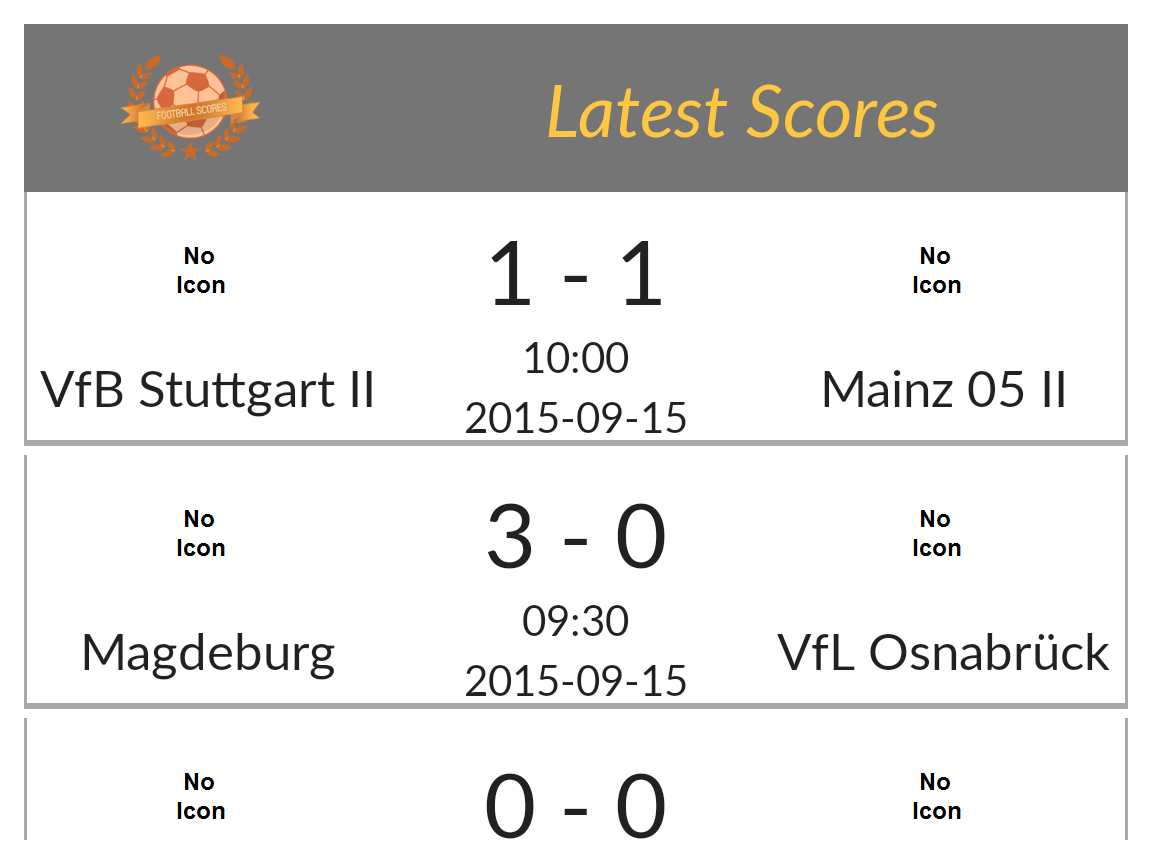 FOOTBALL SCORES
Latest Scores
No
Icon
1 - 1
No
Icon
VfB Stuttgart II
10:00
2015-09-15
Mainz 05 II
No
Icon
3 - 0
No
Icon
Magdeburg
09:30
2015-09-15
VfL Osnabrück
No
Icon
0 - 0
No
Icon